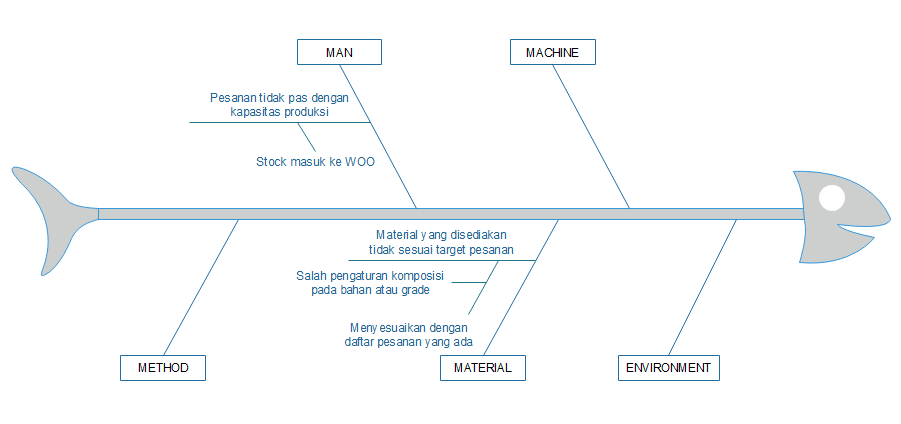 MAN
MACHINE
Pesanan tidak pas dengan
kapasitas produksi
Stock masuk ke WOO
Material yang disediakan
tidak sesuai target pesanan
Salah pengaturan komposisi
pada bahan atau grade
Menyesuaikan dengan
daftar pesanan yang ada
METHOD
MATERIAL
ENVIRONMENT